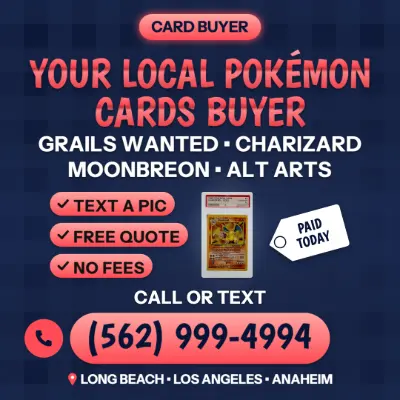 CARD BUYER
YOUR LOCAL POKÉMON
CARDS BUYER
GRAILS WANTED ▪ CHARIZARD
MOONBREON ▪ ALT ARTS
✓ TEXT A PIC
✓ FREE QUOTE
✓ NO FEES
PAID
TODAY
CALL OR TEXT
(562) 999-4994
LONG BEACH ▪ LOS ANGELES ▪ ANAHEIM